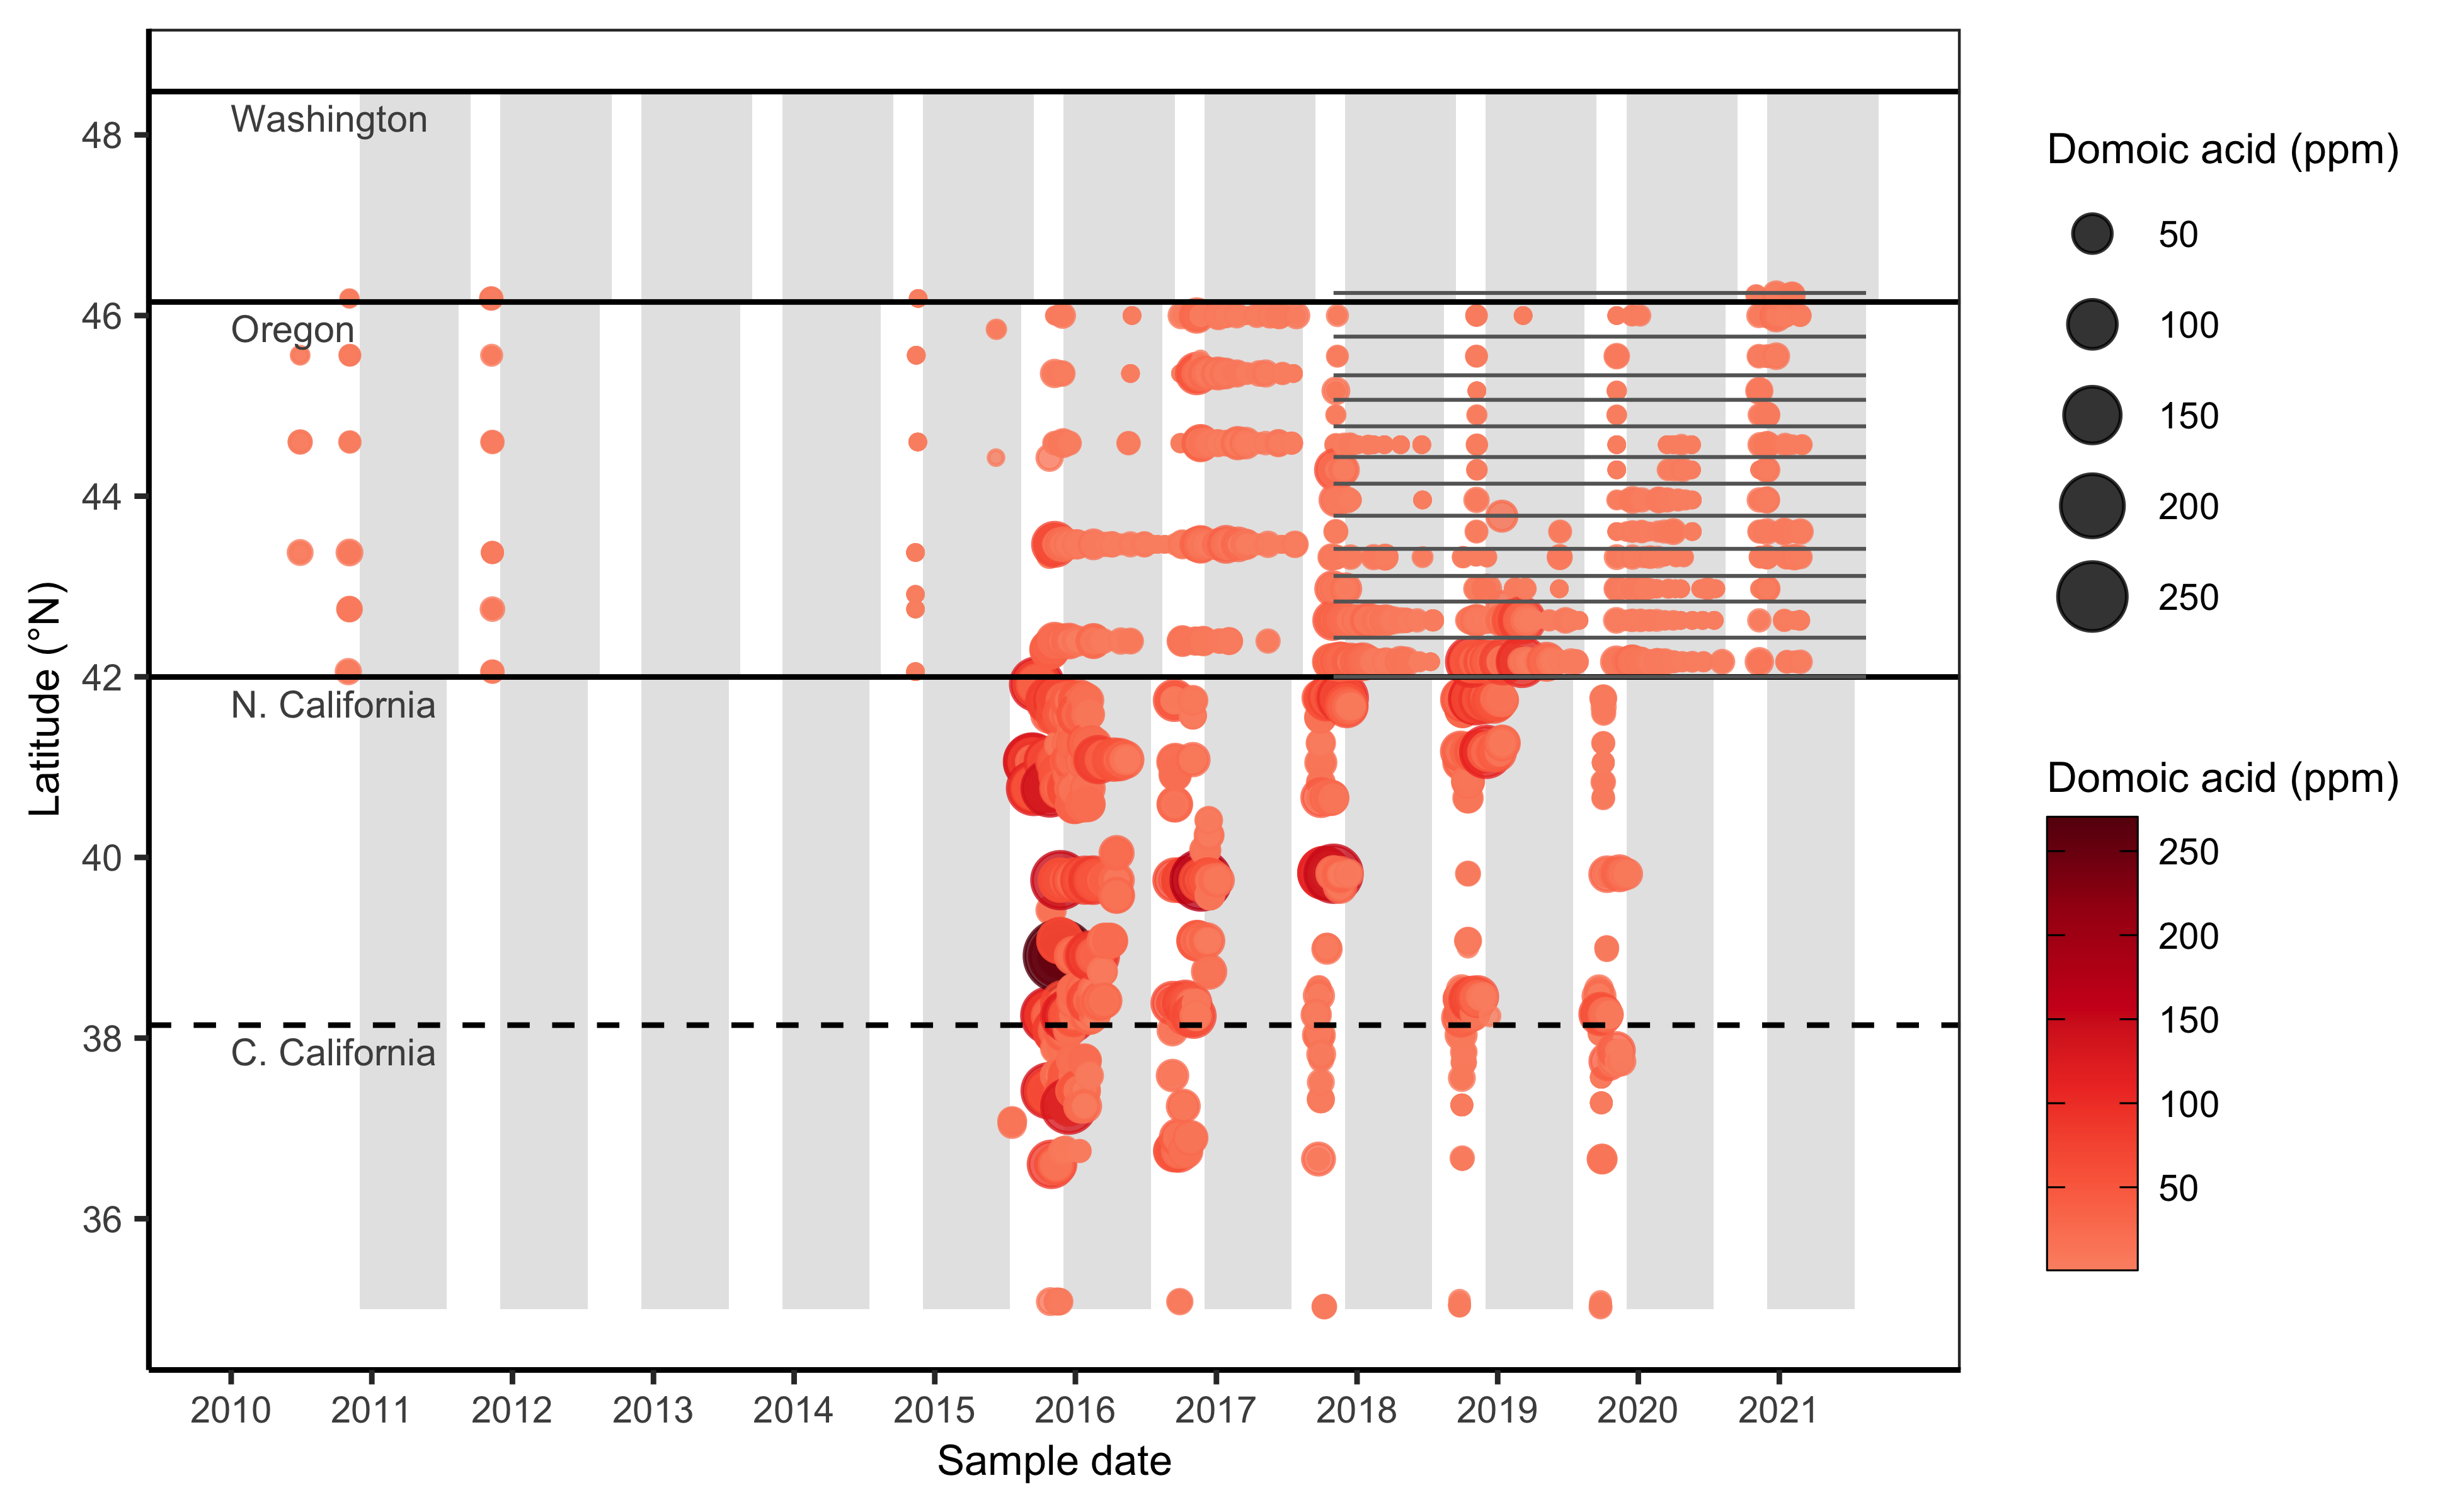 Washington
Oregon
N. California
C. California
48
46
44
42
40
38
36
Latitude (°N)
2010 2011 2012 2013 2014 2015 2016 2017 2018 2019 2020 2021
Sample date
Domoic acid (ppm)
50
100
150
200
250
Domoic acid (ppm)
250
200
150
100
50